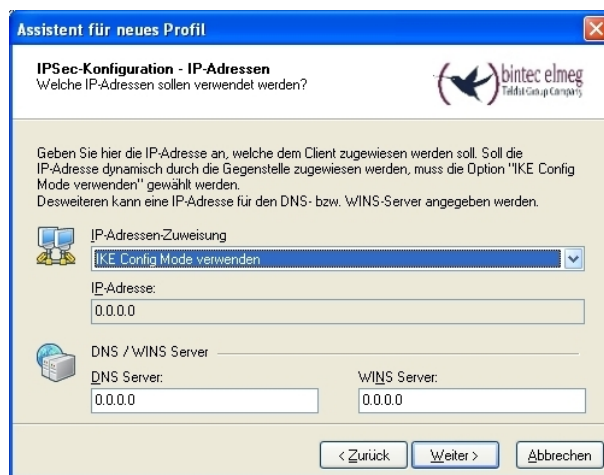 Assistent für neues Profil
IPSec-Konfiguration - IP-Adressen
Welche IP-Adressen sollen verwendet werden?
bintec elmeg
Teldat Group Company
Geben Sie hier die IP-Adresse an, welche dem Client zugewiesen werden soll. Soll die
IP-Adresse dynamisch durch die Gegenstelle zugewiesen werden, muss die Option "IKE Config
Mode verwenden" gewählt werden.
Desweiteren kann eine IP-Adresse für den DNS- bzw. WINS-Server angegeben werden.
IP-Adressen-Zuweisung
IKE Config Mode verwenden
IP-Adresse:
0.0.0.0
DNS / WINS Server
DNS Server: WINS Server:
0.0.0.0 0.0.0.0
< Zurück Weiter > Abbrechen